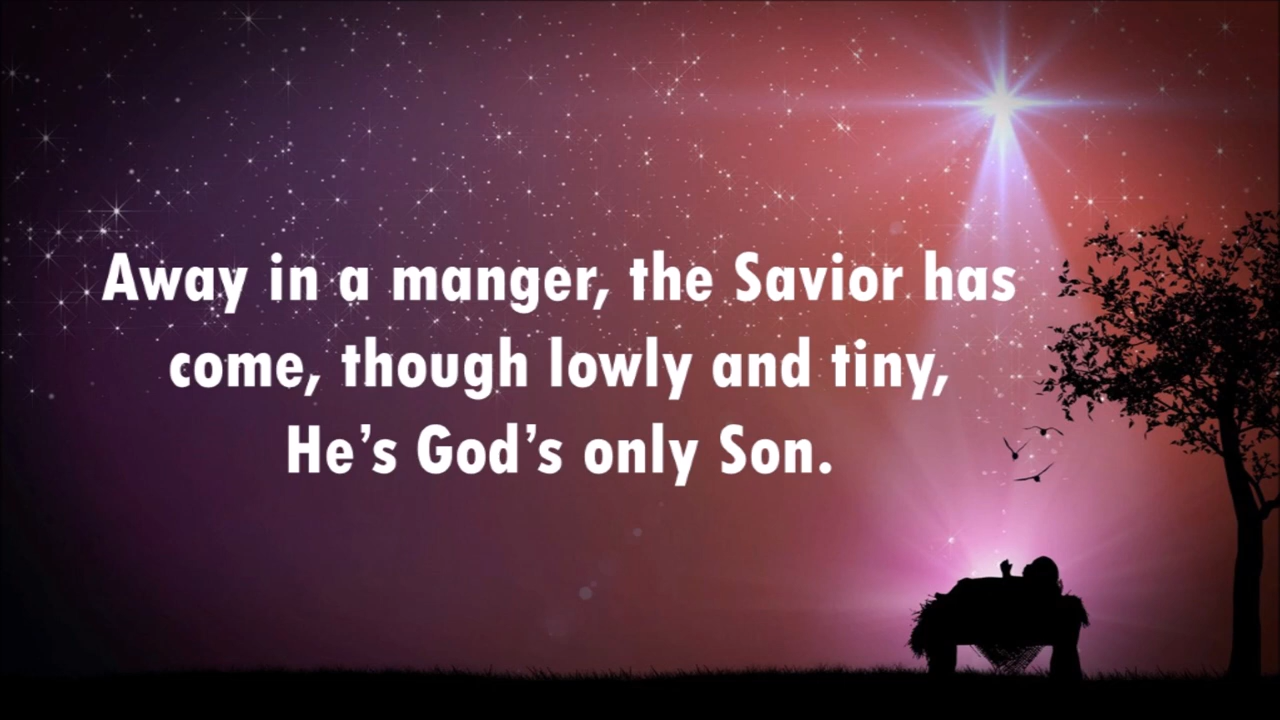 Away in a manger, the Savior has
come, though lowly and tiny,
He’s God’s only Son.